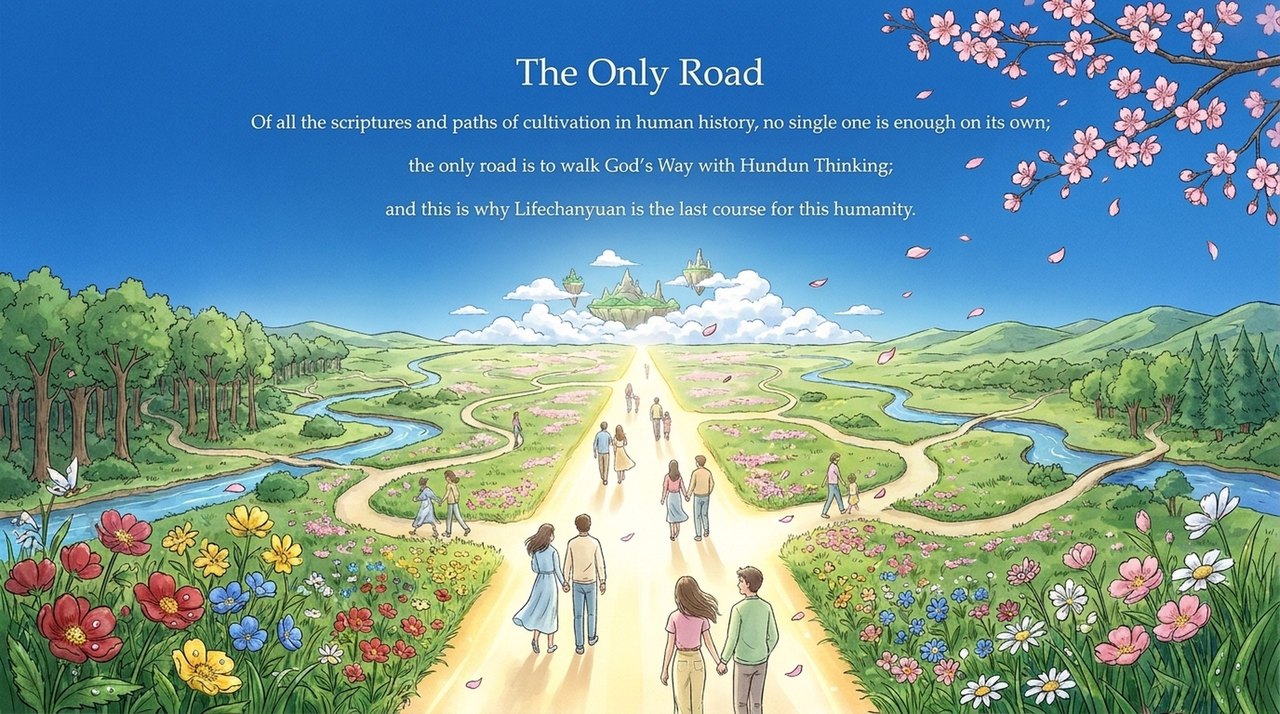 The Only Road
Of all the scriptures and paths of cultivation in human history, no single one is enough on its own;
the only road is to walk God's Way with Hundun Thinking;
and this is why Lifechanyuan is the last course for this humanity.